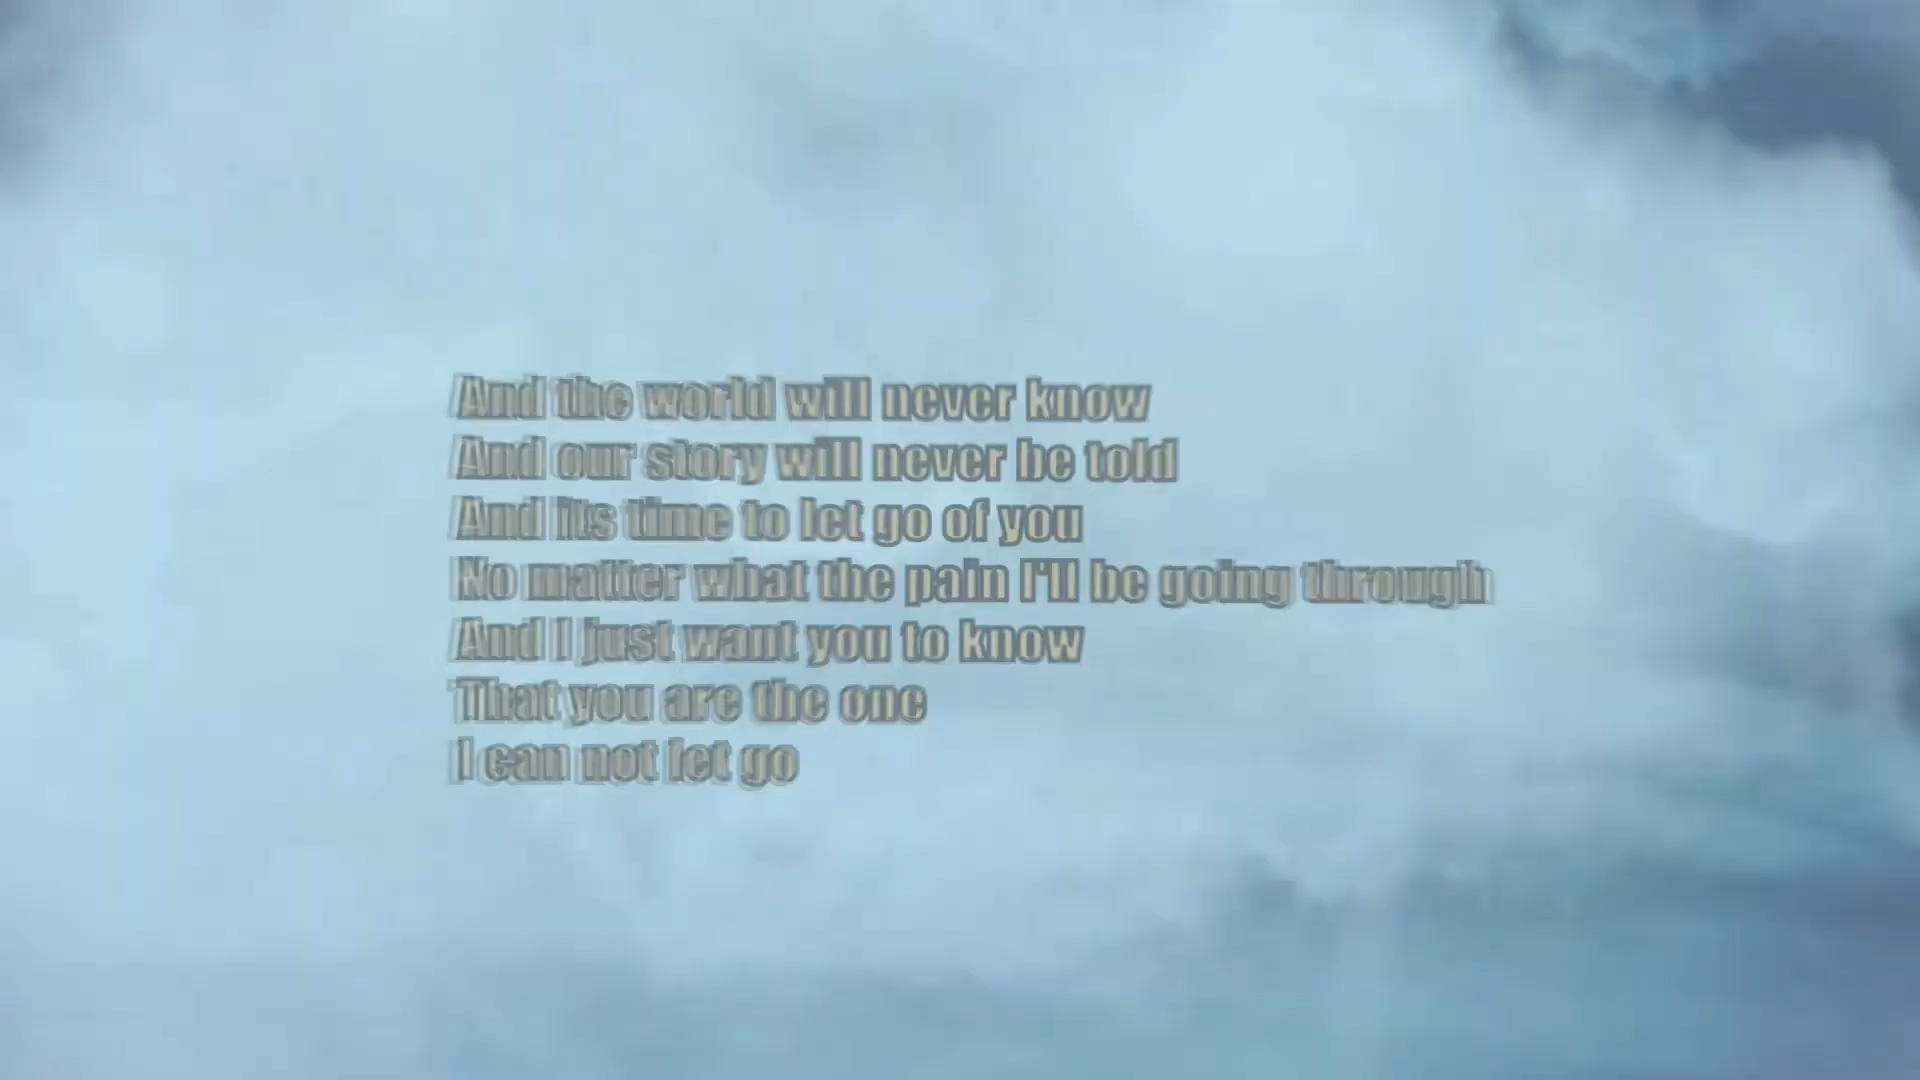 And the world will never know
And our story will never be told
And its time to let go of you
No matter what the pain I'll be going through
And I just want you to know
That you are the one
I can not let go